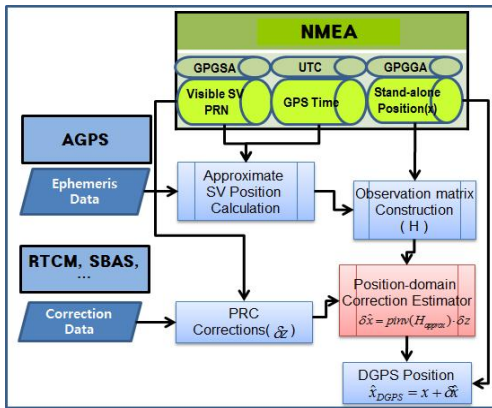 NMEA
GPGSA
UTC
GPGGA
Visible SV
PRN
GPS Time
Stand-alone
Position(x)
AGPS
Ephemeris
Data
Approximate
SV Position
Calculation
Observation matrix
Construction
( H )
RTCM, SBAS,
...
Correction
Data
PRC
Corrections( δ̂z )
Position-domain
Correction Estimator
δx̂ = pinv(H_approx)·δz
DGPS Position
x̂_DGPS = x + δx̂